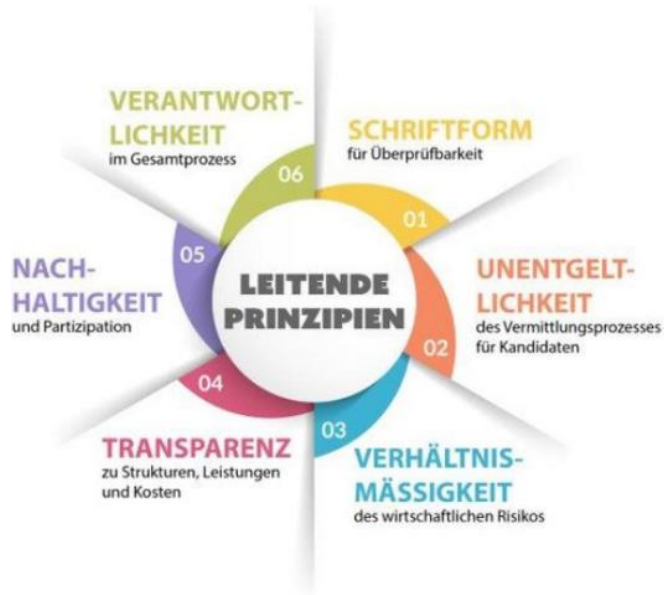 LEITENDE
PRINZIPIEN
01
SCHRIFTFORM
für Überprüfbarkeit
02
UNENTGELT-
LICHKEIT
des Vermittlungsprozesses
für Kandidaten
03
VERHÄLTNIS-
MÄSSIGKEIT
des wirtschaftlichen Risikos
04
TRANSPARENZ
zu Strukturen, Leistungen
und Kosten
05
NACH-
HALTIGKEIT
und Partizipation
06
VERANTWORT-
LICHKEIT
im Gesamtprozess